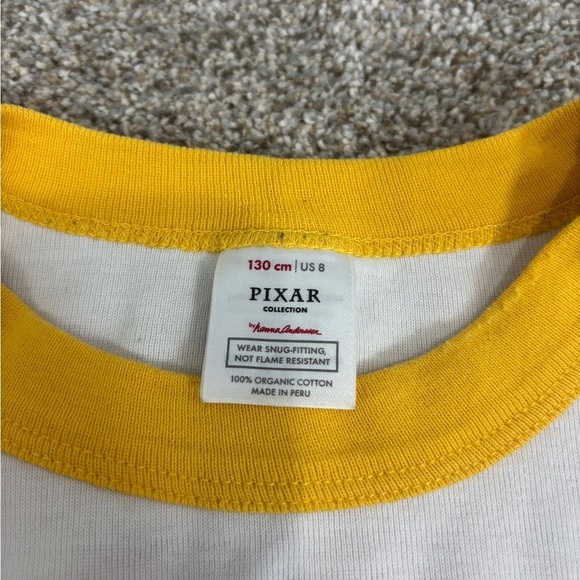 130 cm | US 8
PIXAR
COLLECTION
by hanna andersson
WEAR SNUG-FITTING,
NOT FLAME RESISTANT
100% ORGANIC COTTON
MADE IN PERU